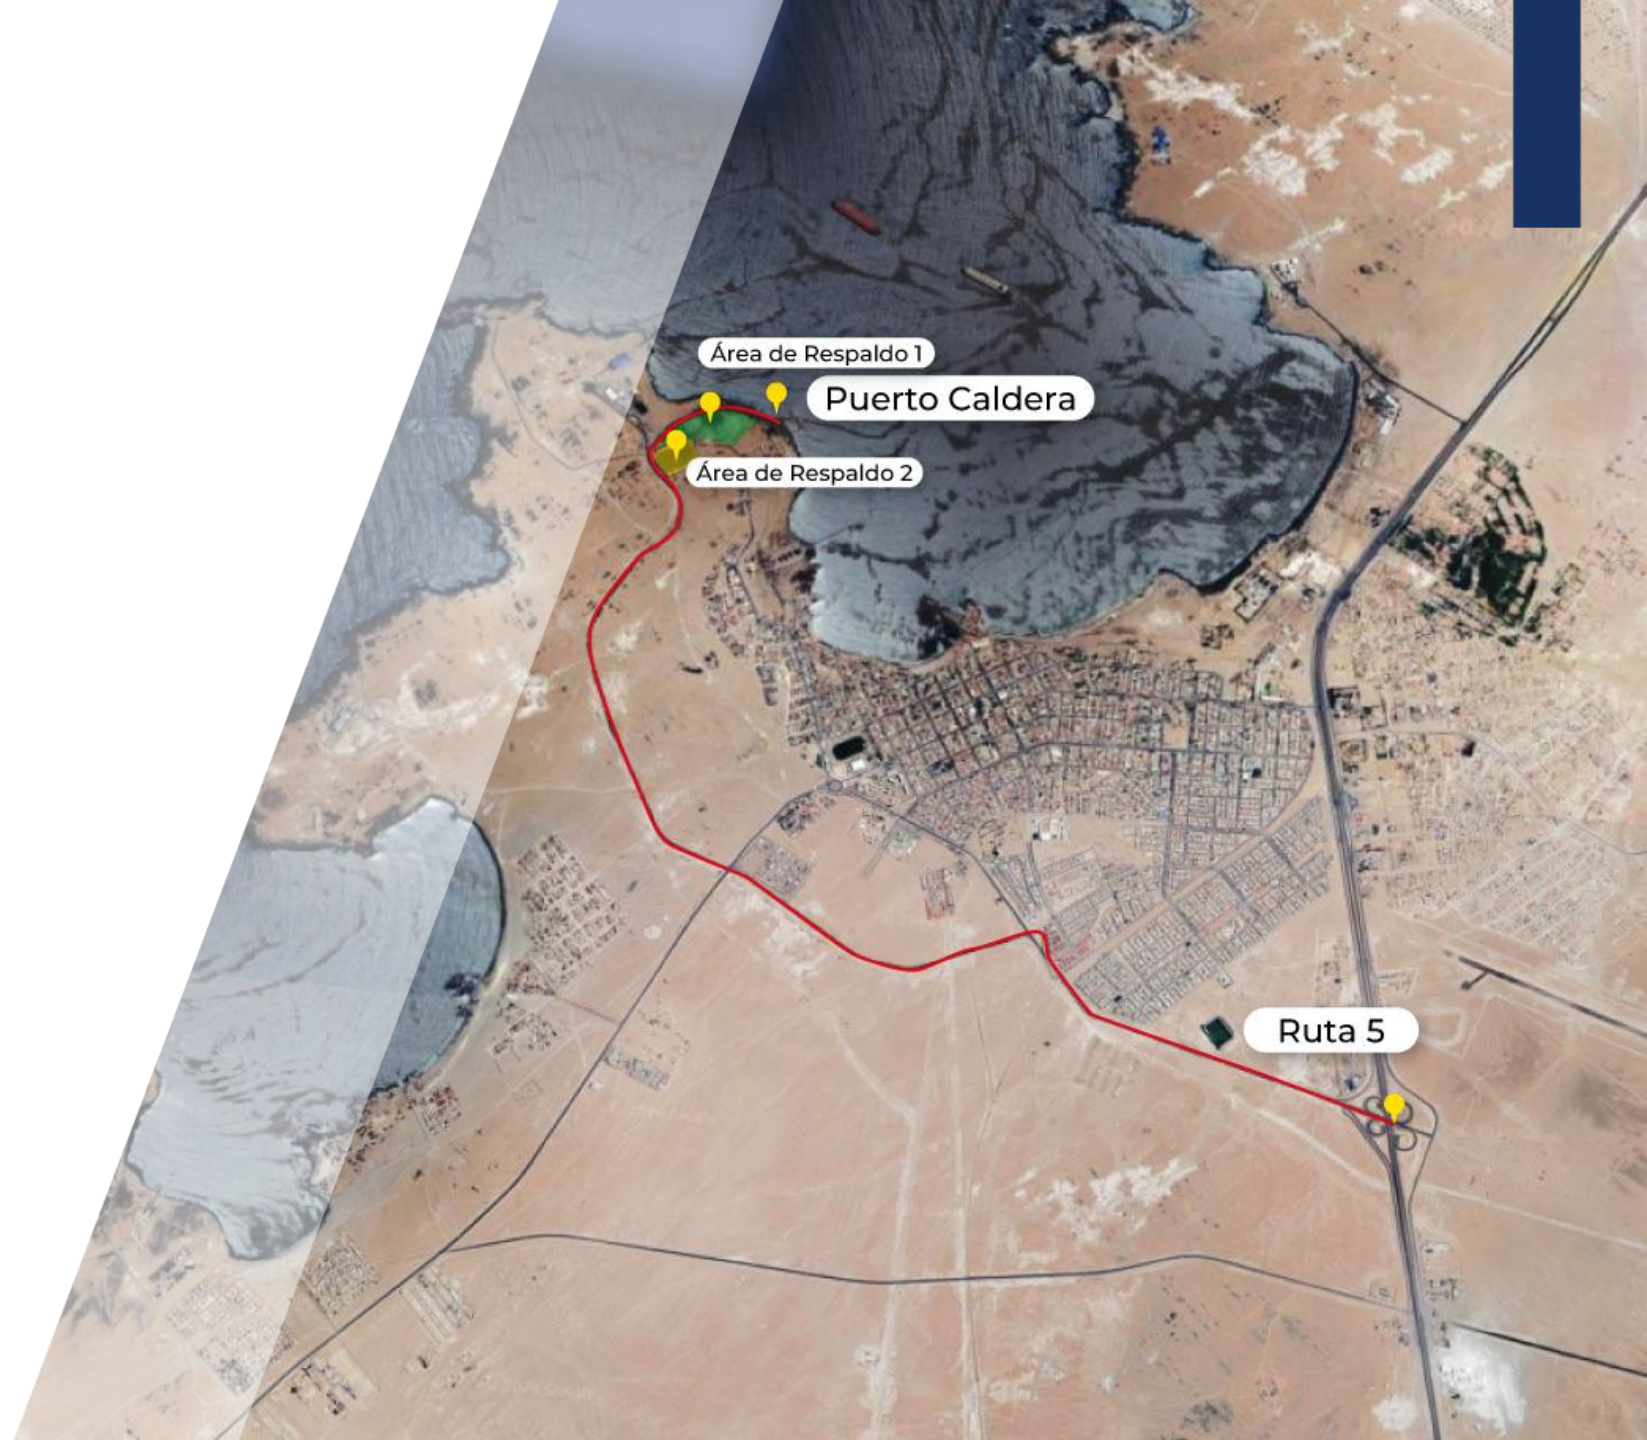 Área de Respaldo 1
Puerto Caldera
Área de Respaldo 2
Ruta 5